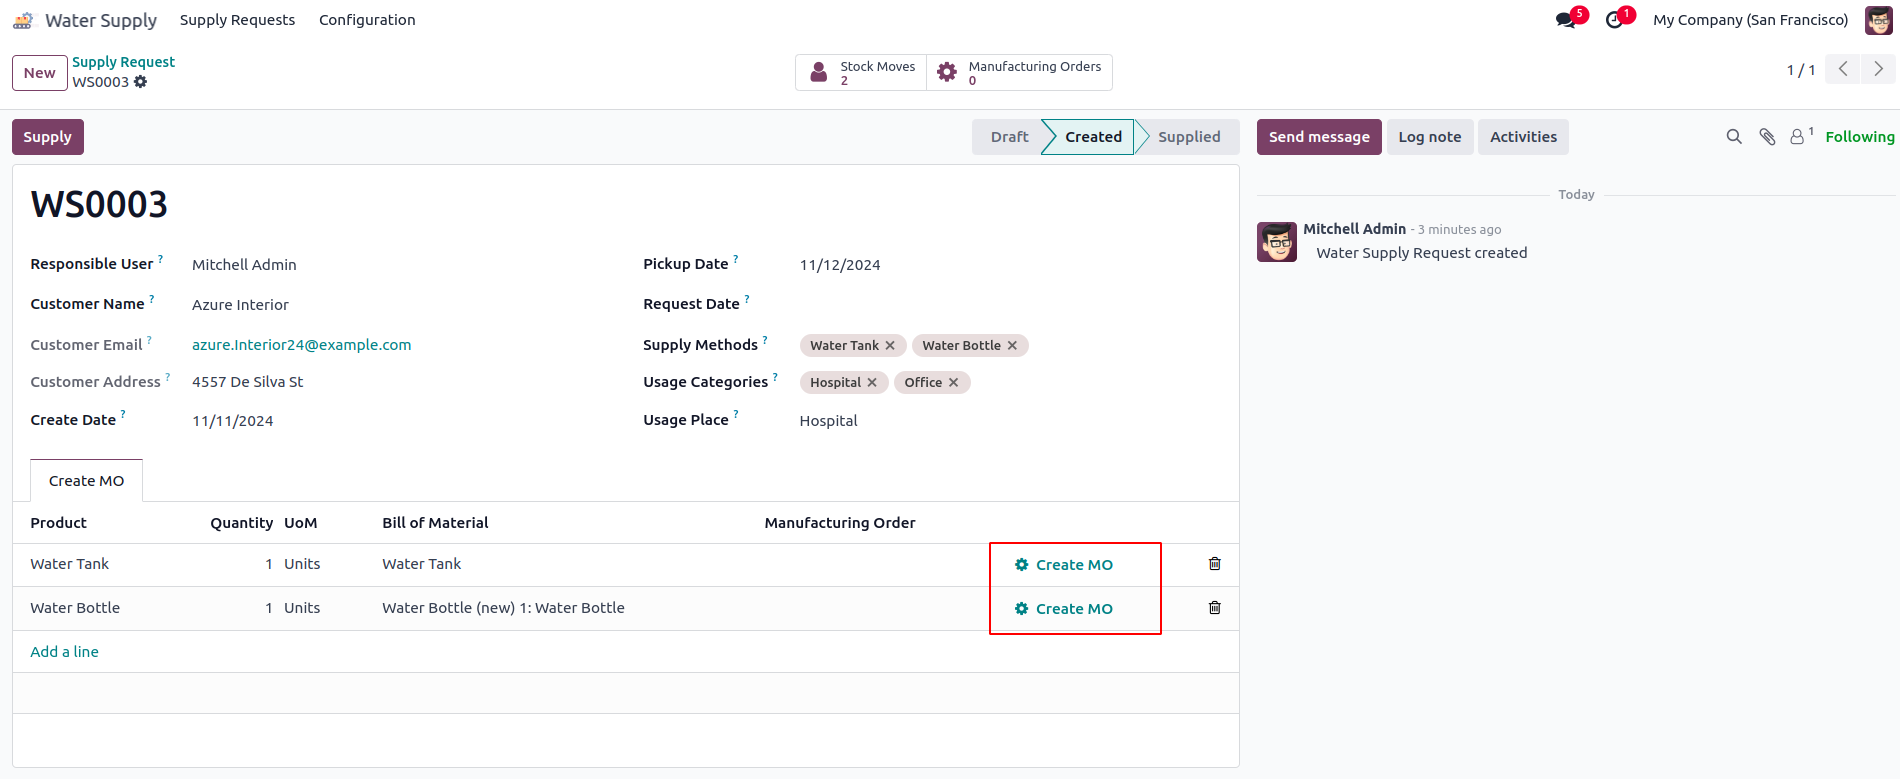 Water Supply Supply Requests Configuration 5 1 My Company (San Francisco)
New Supply Request
WS0003
Stock Moves
2
Manufacturing Orders
0
1 / 1
Supply Draft Created Supplied Send message Log note Activities 1 Following
WS0003
Responsible User ? Mitchell Admin
Customer Name ? Azure Interior
Customer Email ? azure.Interior24@example.com
Customer Address ? 4557 De Silva St
Create Date ? 11/11/2024
Pickup Date ? 11/12/2024
Request Date ?
Supply Methods ? Water Tank Water Bottle
Usage Categories ? Hospital Office
Usage Place ? Hospital
Create MO
Product Quantity UoM Bill of Material Manufacturing Order
Water Tank 1 Units Water Tank Create MO
Water Bottle 1 Units Water Bottle (new) 1: Water Bottle Create MO
Add a line
Today
Mitchell Admin - 3 minutes ago
Water Supply Request created